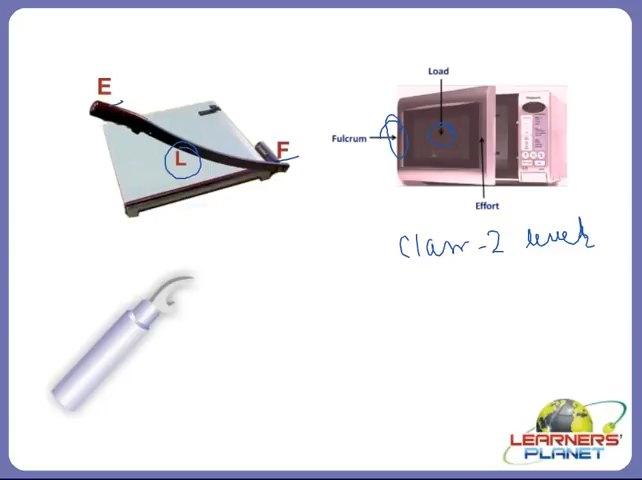 E
L
F
Load
Fulcrum
Effort
Class-2 lever
LEARNERS'
PLANET